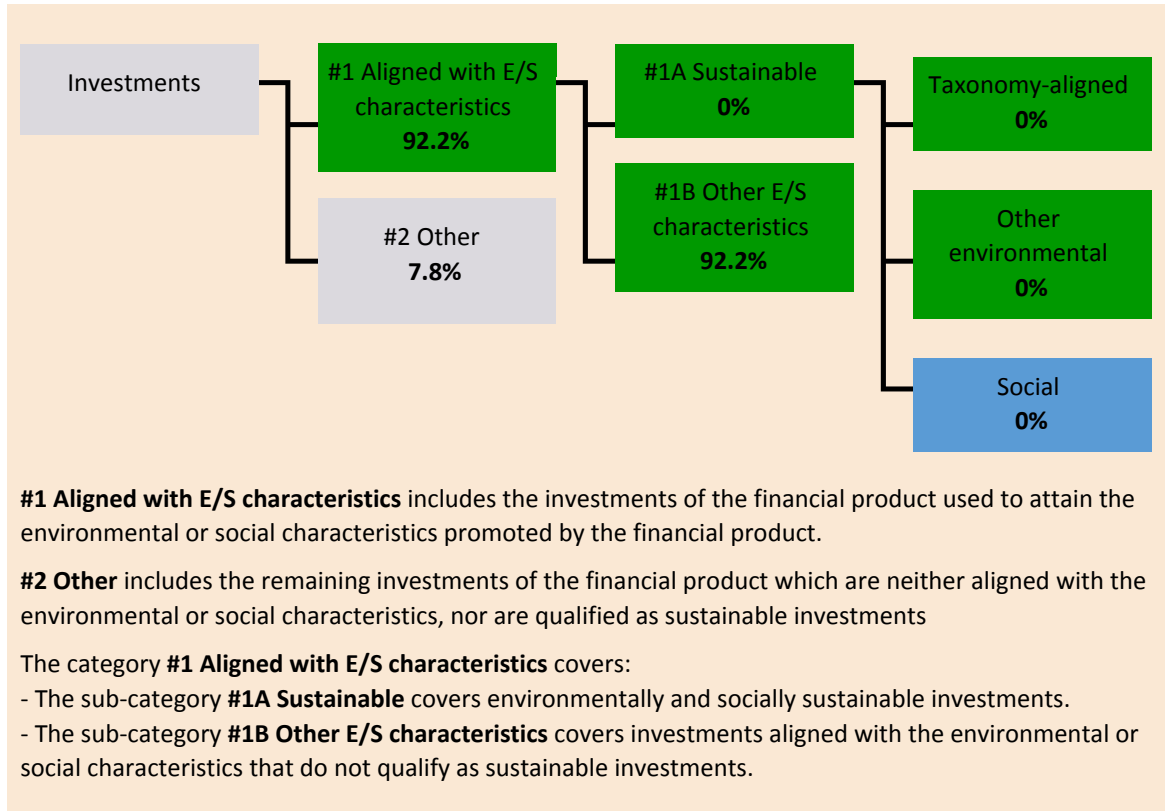 Investments
#1 Aligned with E/S
characteristics
92.2%
#2 Other
7.8%
#1A Sustainable
0%
#1B Other E/S
characteristics
92.2%
Taxonomy-aligned
0%
Other
environmental
0%
Social
0%
#1 Aligned with E/S characteristics includes the investments of the financial product used to attain the
environmental or social characteristics promoted by the financial product.
#2 Other includes the remaining investments of the financial product which are neither aligned with the
environmental or social characteristics, nor are qualified as sustainable investments
The category #1 Aligned with E/S characteristics covers:
- The sub-category #1A Sustainable covers environmentally and socially sustainable investments.
- The sub-category #1B Other E/S characteristics covers investments aligned with the environmental or
social characteristics that do not qualify as sustainable investments.